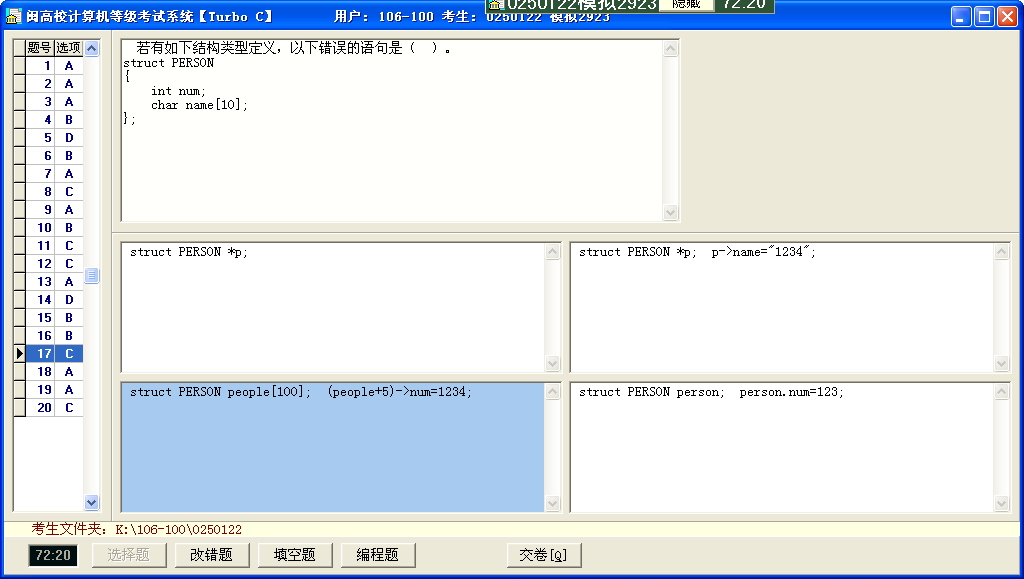 0250122模拟2923 隐藏 72:20
闽高校计算机等级考试系统【Turbo C】 用户: 106-100 考生: 0250122 模拟2923
题号 选项
1 A
2 A
3 A
4 B
5 D
6 B
7 A
8 C
9 A
10 B
11 C
12 C
13 A
14 D
15 B
16 B
17 C
18 A
19 A
20 C
若有如下结构类型定义，以下错误的语句是（ ）。
struct PERSON
{
int num;
char name[10];
};
struct PERSON *p;
struct PERSON *p; p->name="1234";
struct PERSON people[100]; (people+5)->num=1234;
struct PERSON person; person.num=123;
考生文件夹: K:\106-100\0250122
72:20 选择题 改错题 填空题 编程题 交卷[Q]